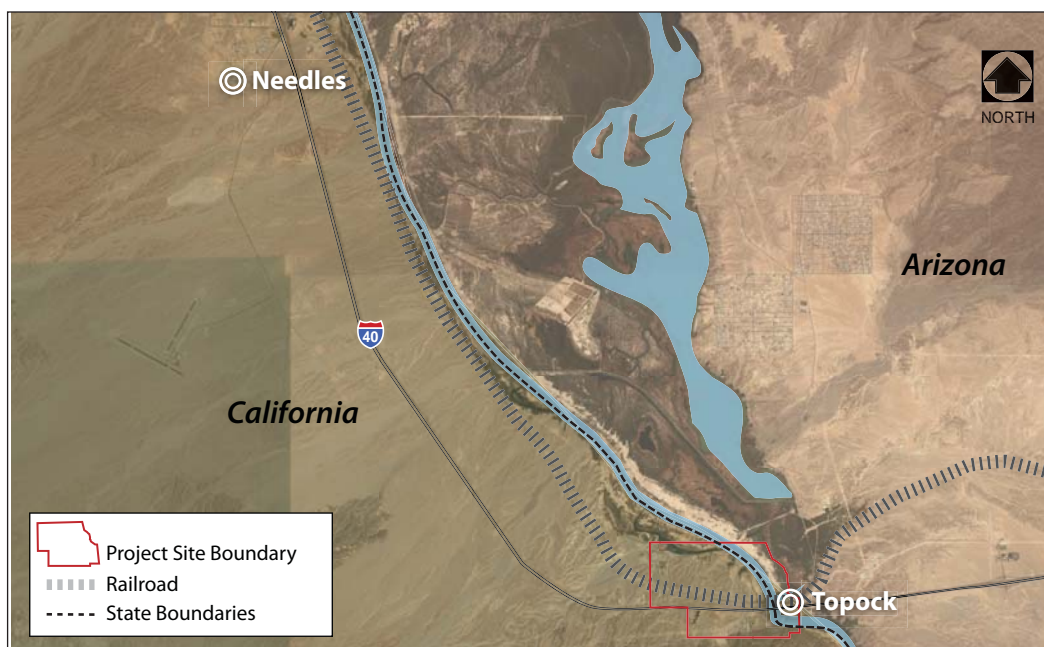 Needles
NORTH
Arizona
40
California
Project Site Boundary
Railroad
State Boundaries
Topock